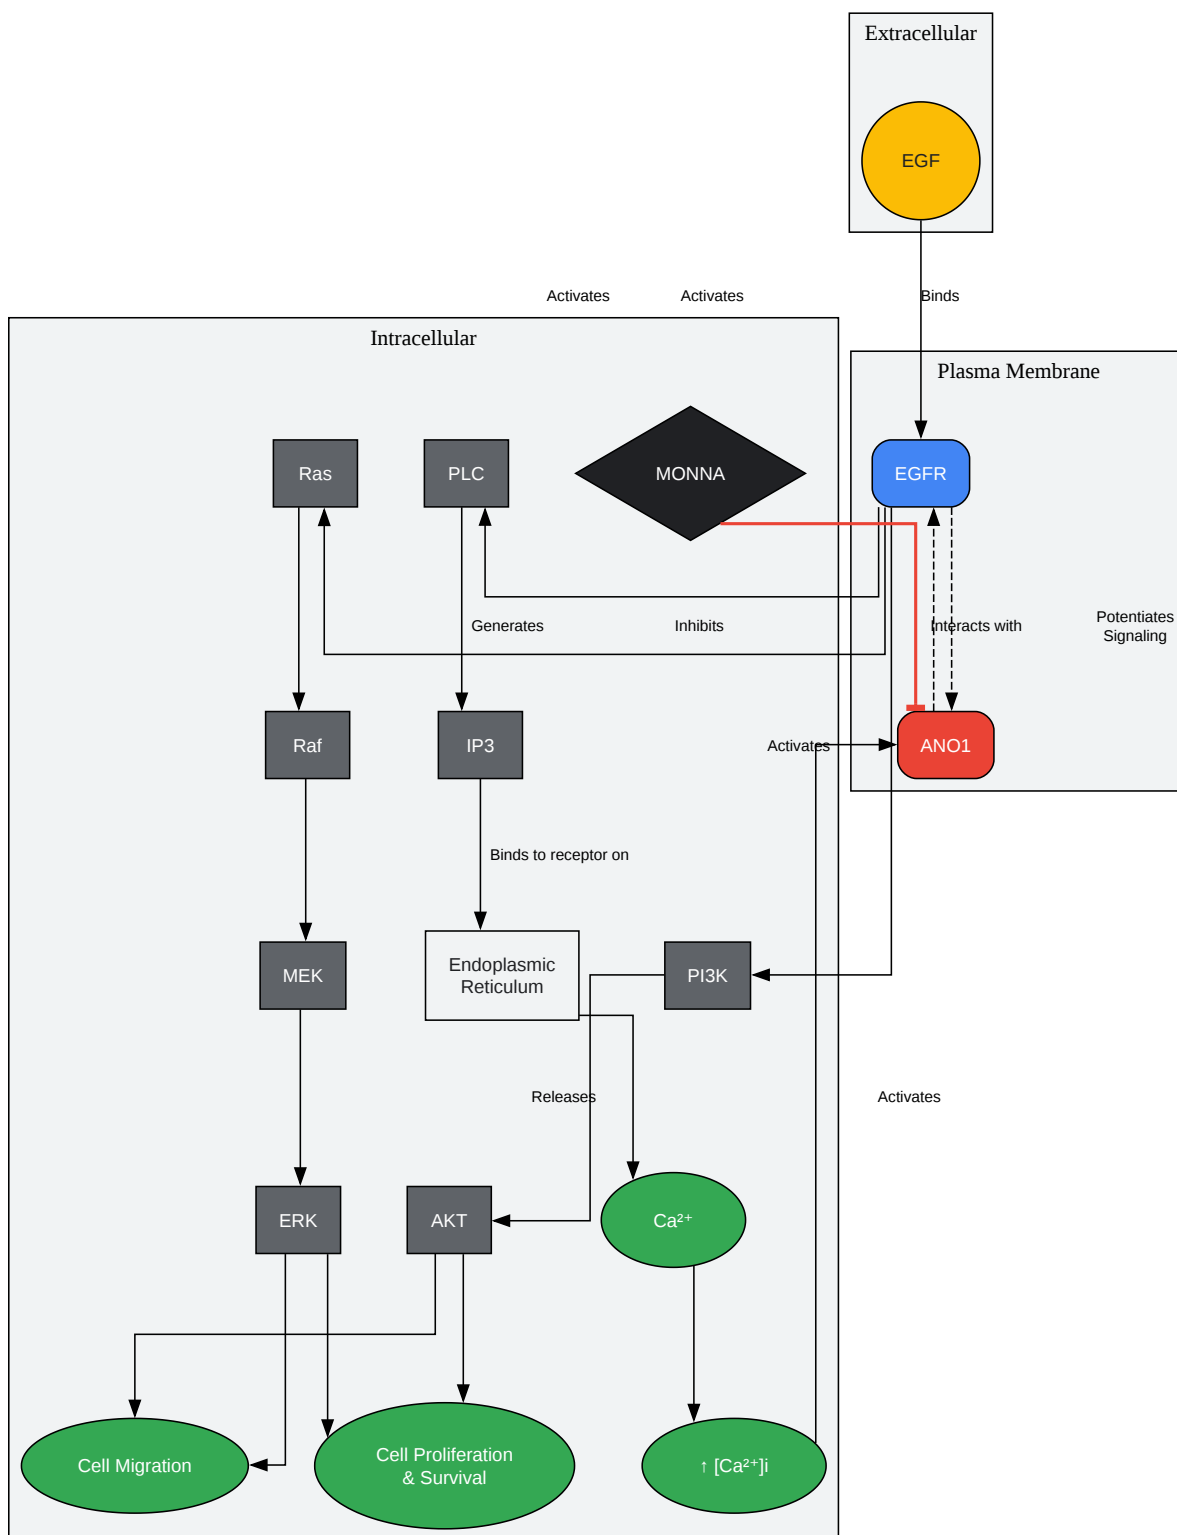 Extracellular
EGF
Activates
Activates
Binds
Intracellular
Plasma Membrane
Ras
PLC
MONNA
EGFR
Generates
Inhibits
Interacts with
Potentiates
Signaling
Raf
IP3
Activates
ANO1
Binds to receptor on
MEK
Endoplasmic
Reticulum
PI3K
Releases
Activates
ERK
AKT
Ca²⁺
Cell Migration
Cell Proliferation
& Survival
↑ [Ca²⁺]i